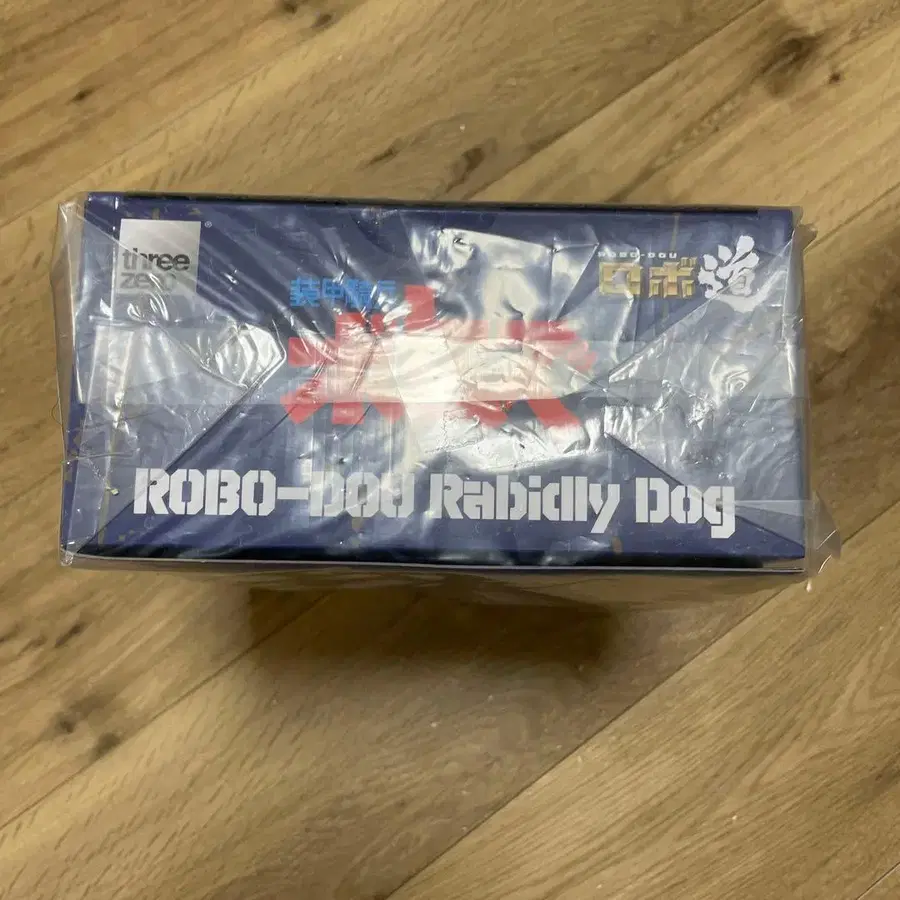 three
zero
®
ROBO-DOU
ロボ道
装甲騎兵
ROBO-DOU Rabidly Dog